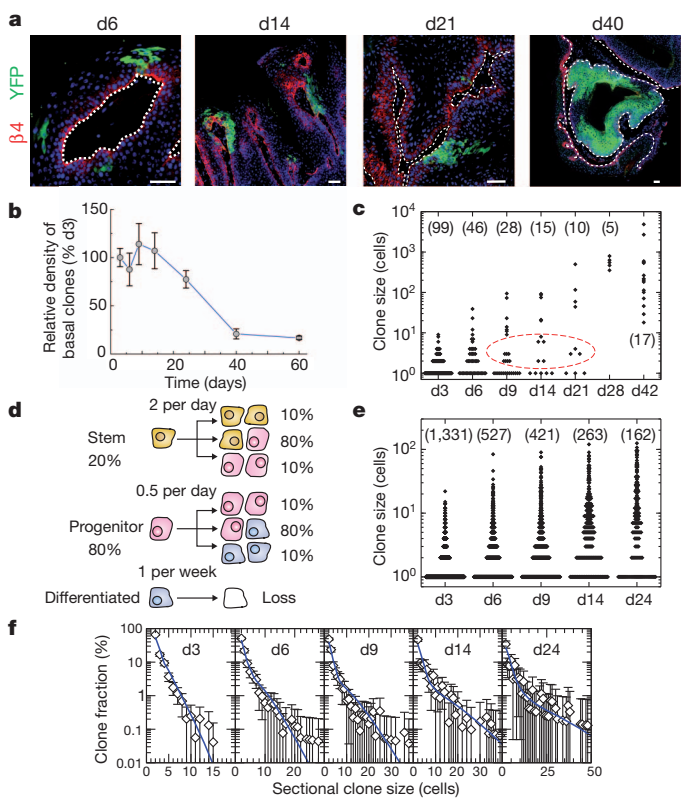 a
d6 d14 d21 d40
β4 YFP
b
Relative density of basal clones (% d3)
150
100
50
0
0 20 40 60
Time (days)
c
Clone size (cells)
10⁴
10³
10²
10¹
10⁰
(99) (46) (28) (15) (10) (5)
(17)
d3 d6 d9 d14 d21 d28 d42
d
2 per day
Stem
20%
10%
80%
10%
0.5 per day
Progenitor
80%
10%
80%
10%
1 per week
Differentiated Loss
e
Clone size (cells)
(1,331) (527) (421) (263) (162)
10²
10¹
10⁰
d3 d6 d9 d14 d24
f
Clone fraction (%)
100
10
1
0.1
0.01
d3 d6 d9 d14 d24
0 5 10 15 0 10 20 0 10 20 30 0 10 20 30 0 25 50
Sectional clone size (cells)